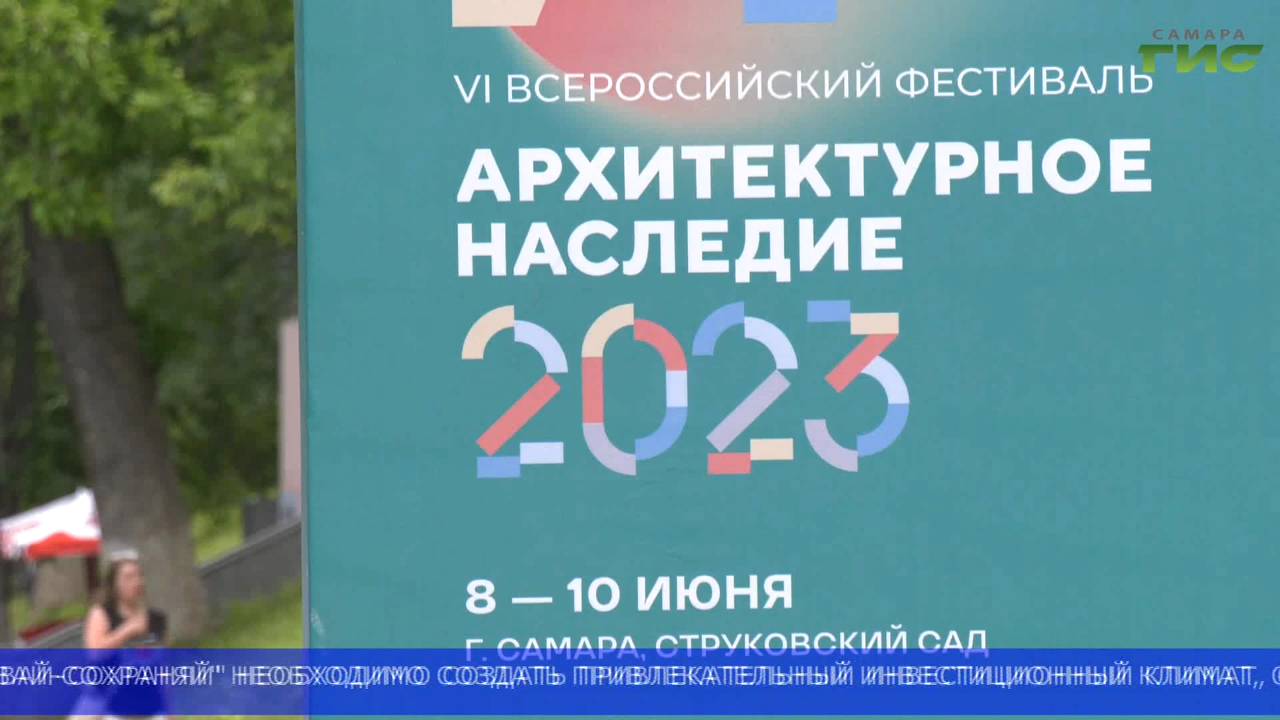 САМАРА
ГИС
VI ВСЕРОССИЙСКИЙ ФЕСТИВАЛЬ
АРХИТЕКТУРНОЕ
НАСЛЕДИЕ
2023
8 — 10 ИЮНЯ
Г. САМАРА, СТРУКОВСКИЙ САД
ВАЙ-СОХРАНЯЙ" НЕОБХОДИМО СОЗДАТЬ ПРИВЛЕКАТЕЛЬНЫЙ ИНВЕСТИЦИОННЫЙ КЛИМАТ,